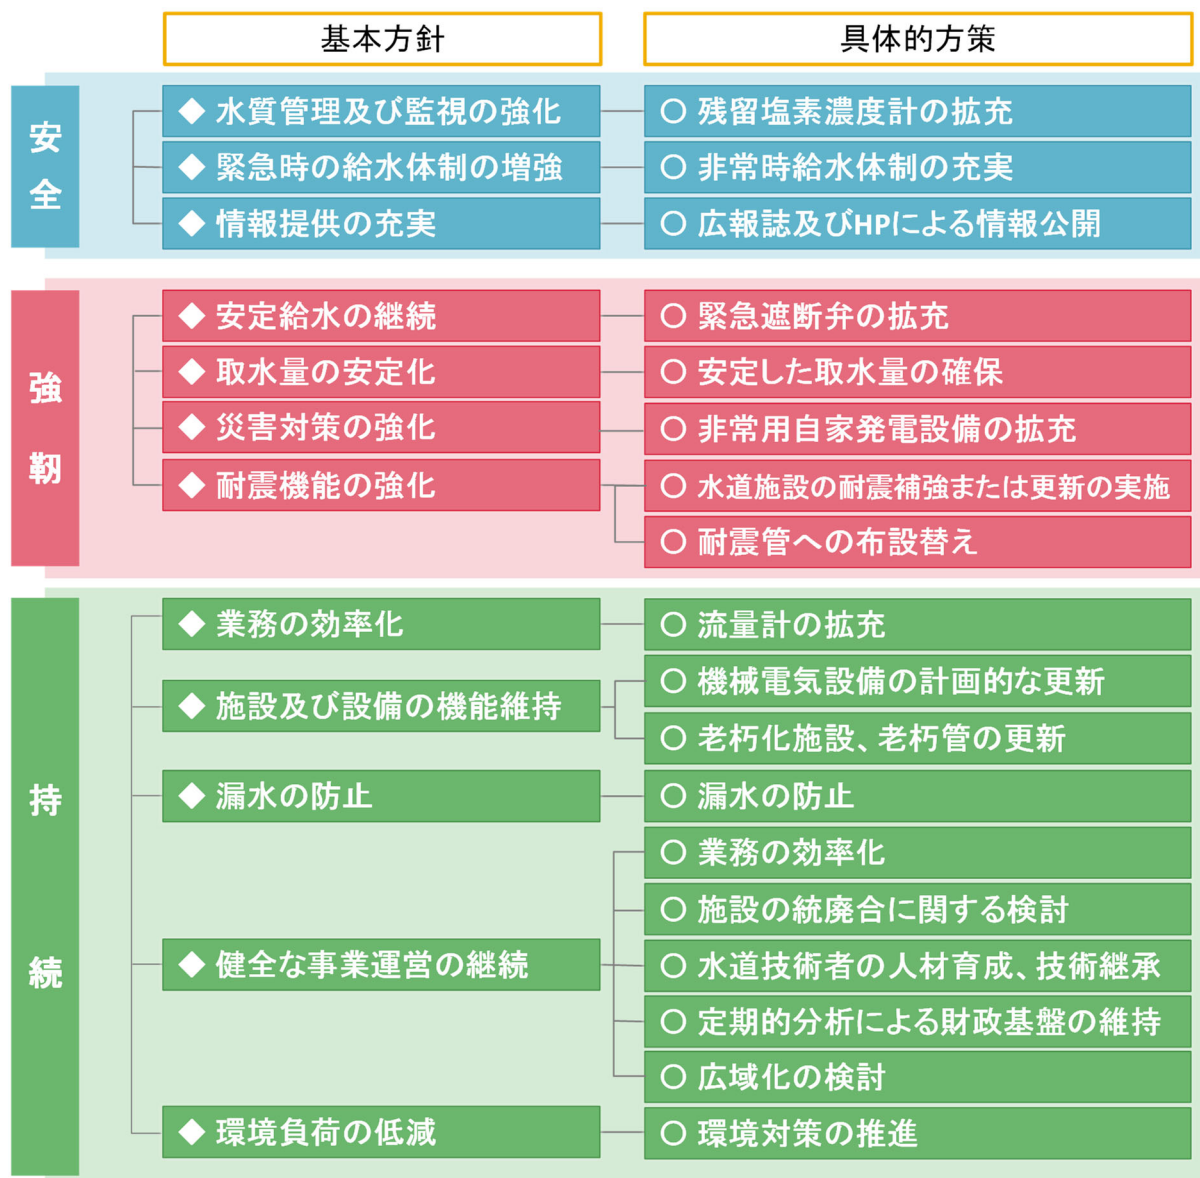 基本方針 具体的方策
安全
◆ 水質管理及び監視の強化 ○ 残留塩素濃度計の拡充
◆ 緊急時の給水体制の増強 ○ 非常時給水体制の充実
◆ 情報提供の充実 ○ 広報誌及びHPによる情報公開
強靭
◆ 安定給水の継続 ○ 緊急遮断弁の拡充
◆ 取水量の安定化 ○ 安定した取水量の確保
◆ 災害対策の強化 ○ 非常用自家発電設備の拡充
◆ 耐震機能の強化 ○ 水道施設の耐震補強または更新の実施
○ 耐震管への布設替え
持続
◆ 業務の効率化 ○ 流量計の拡充
◆ 施設及び設備の機能維持 ○ 機械電気設備の計画的な更新
○ 老朽化施設、老朽管の更新
◆ 漏水の防止 ○ 漏水の防止
◆ 健全な事業運営の継続 ○ 業務の効率化
○ 施設の統廃合に関する検討
○ 水道技術者の人材育成、技術継承
○ 定期的分析による財政基盤の維持
○ 広域化の検討
◆ 環境負荷の低減 ○ 環境対策の推進